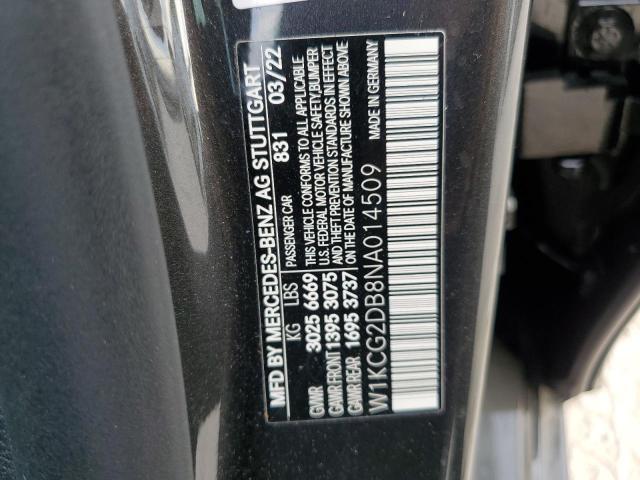 MFD BY MERCEDES-BENZ AG STUTTGART
831 03/22
KG LBS
GVWR 3025 6669
GAWR FRONT 1395 3075
GAWR REAR 1695 3737
PASSENGER CAR
THIS VEHICLE CONFORMS TO ALL APPLICABLE
U.S. FEDERAL MOTOR VEHICLE SAFETY, BUMPER
AND THEFT PREVENTION STANDARDS IN EFFECT
ON THE DATE OF MANUFACTURE SHOWN ABOVE
W1KCG2DB8NA014509
MADE IN GERMANY